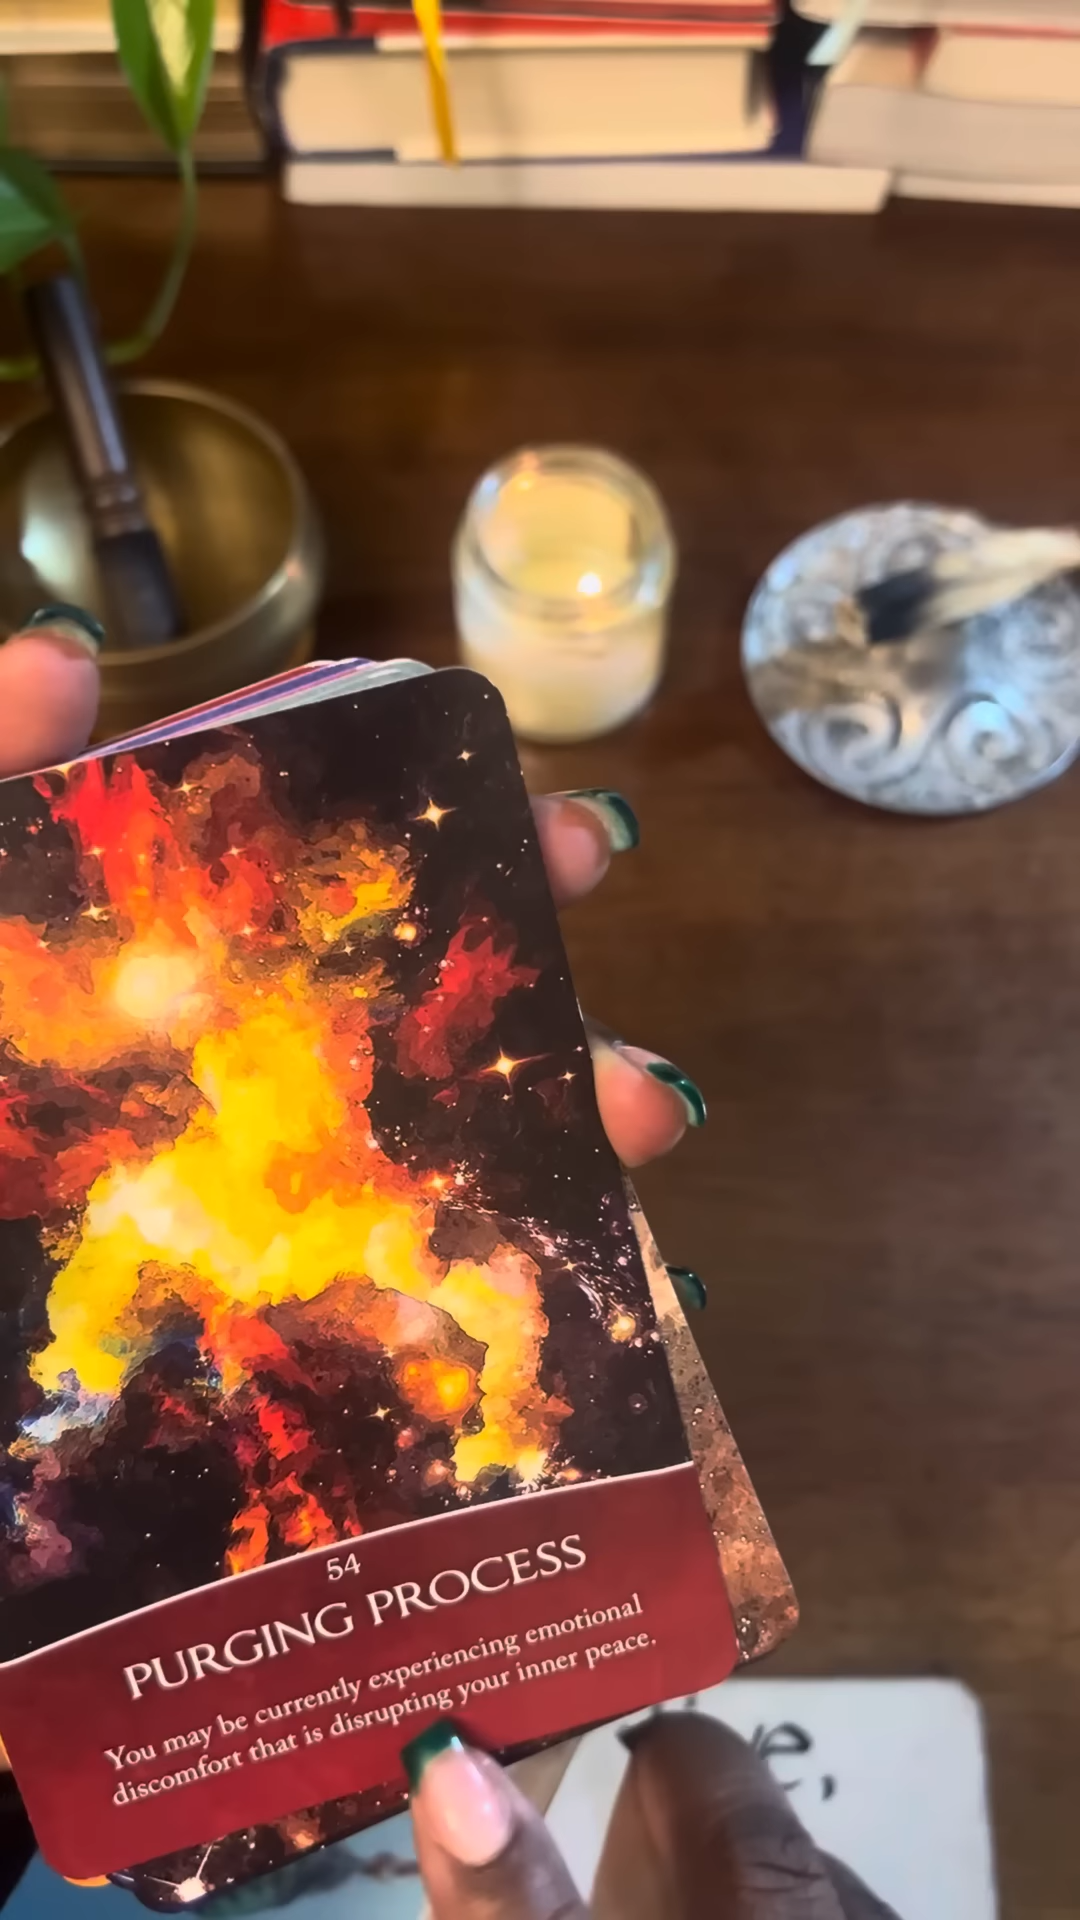 54
PURGING PROCESS
You may be currently experiencing emotional
discomfort that is disrupting your inner peace.